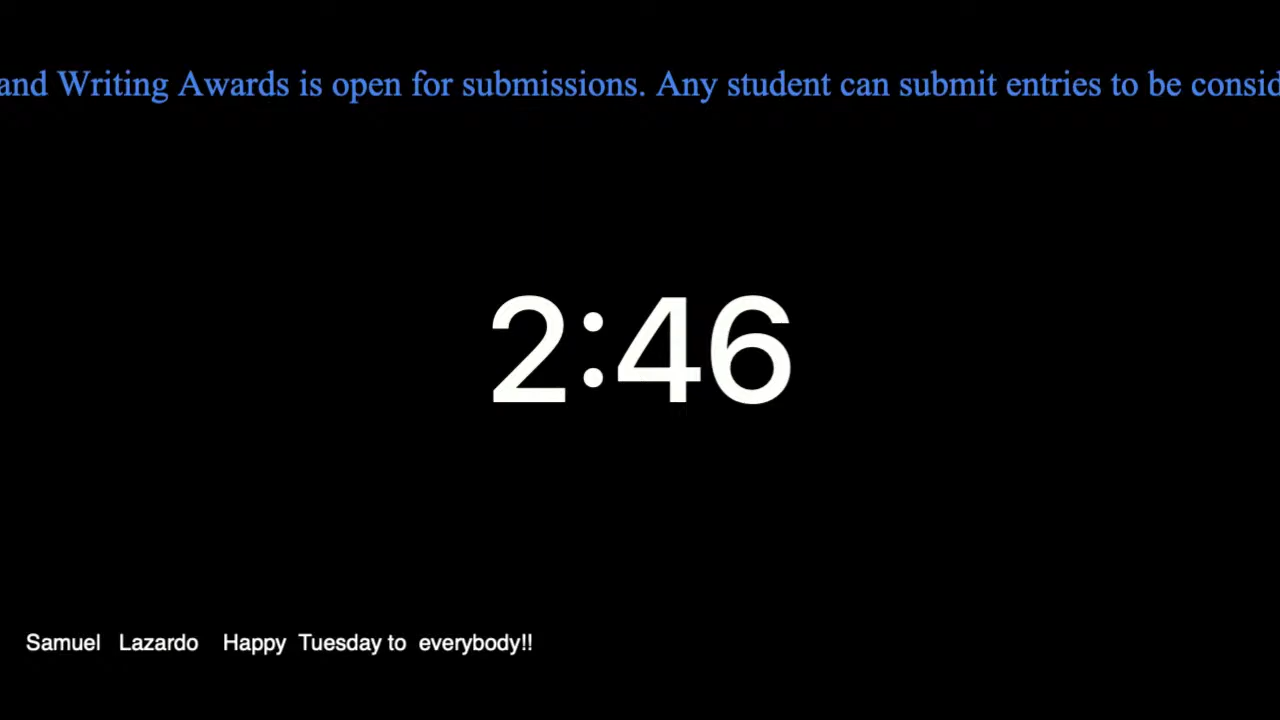 and Writing Awards is open for submissions. Any student can submit entries to be consid
2:46
Samuel Lazardo Happy Tuesday to everybody!!